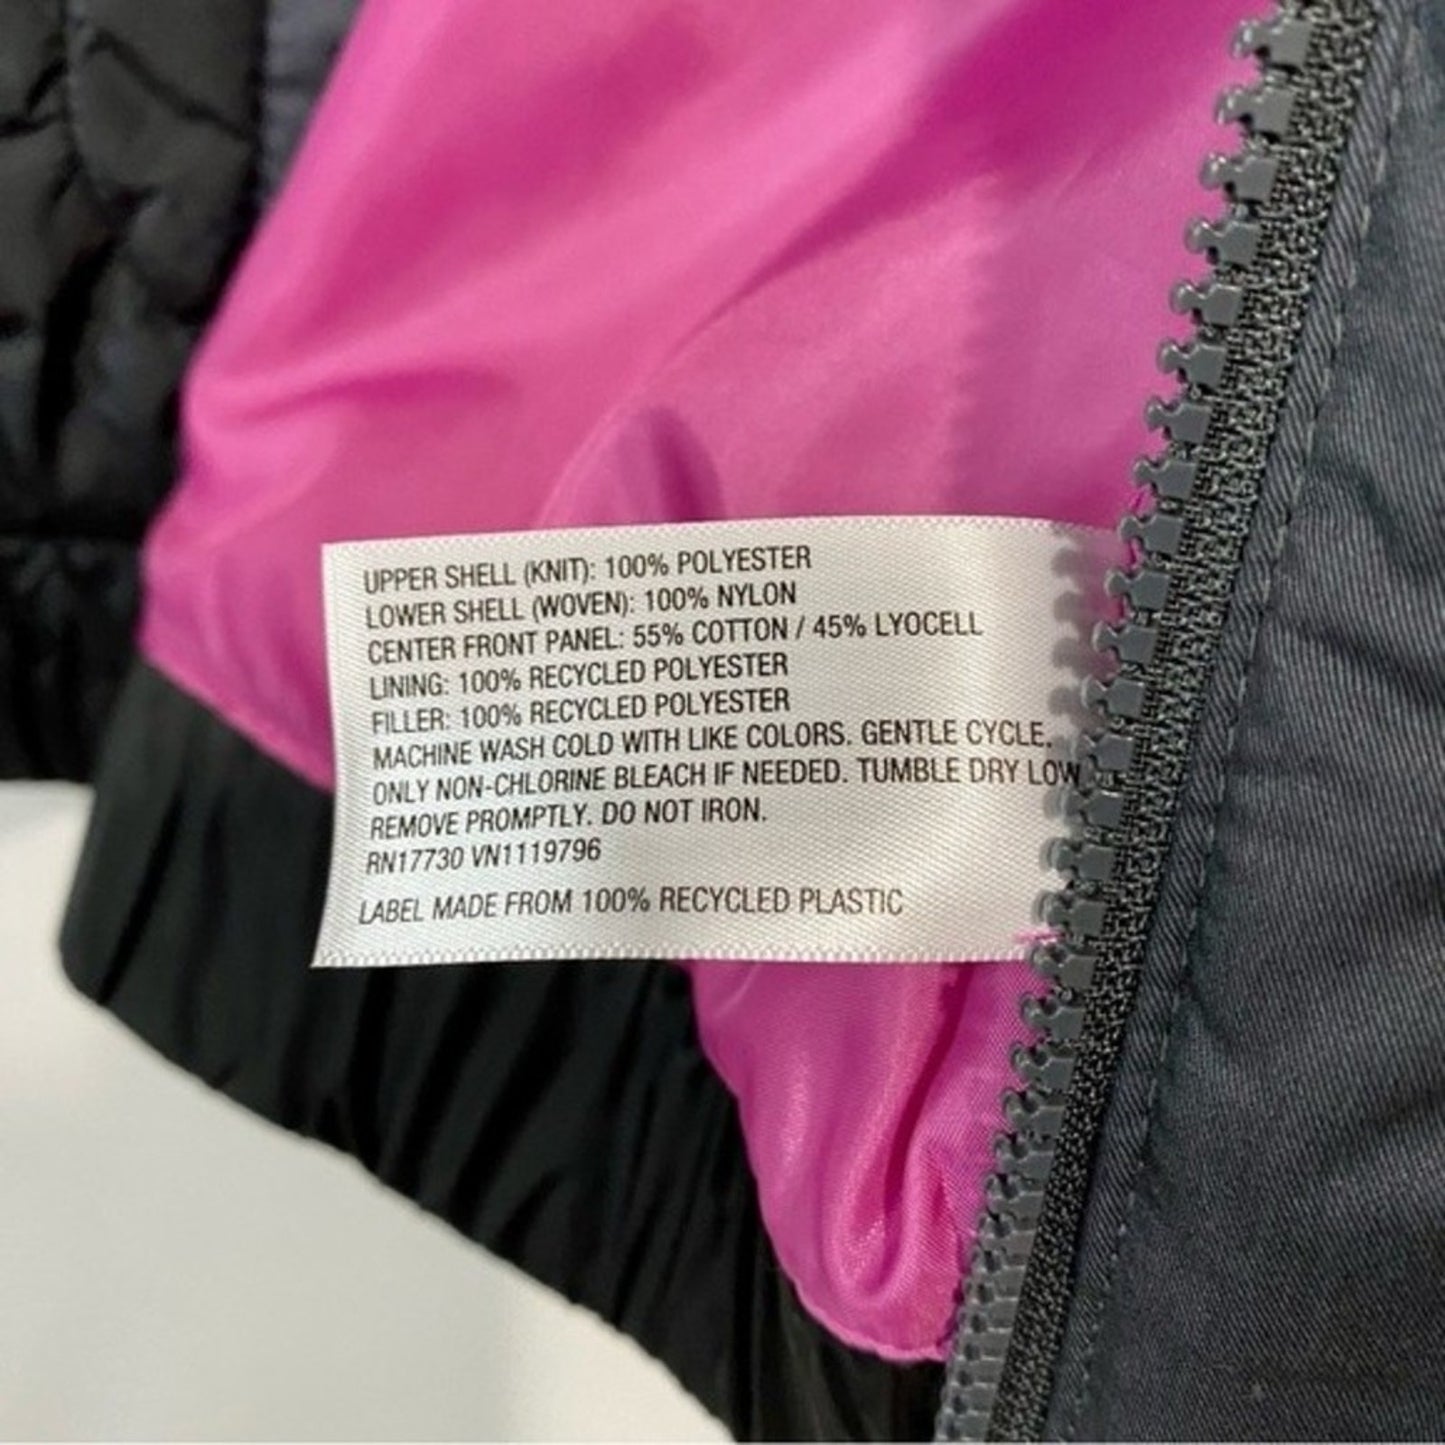 UPPER SHELL (KNIT): 100% POLYESTER
LOWER SHELL (WOVEN): 100% NYLON
CENTER FRONT PANEL: 55% COTTON / 45% LYOCELL
LINING: 100% RECYCLED POLYESTER
FILLER: 100% RECYCLED POLYESTER
MACHINE WASH COLD WITH LIKE COLORS. GENTLE CYCLE.
ONLY NON-CHLORINE BLEACH IF NEEDED. TUMBLE DRY LOW
REMOVE PROMPTLY. DO NOT IRON.
RN17730 VN1119796
LABEL MADE FROM 100% RECYCLED PLASTIC